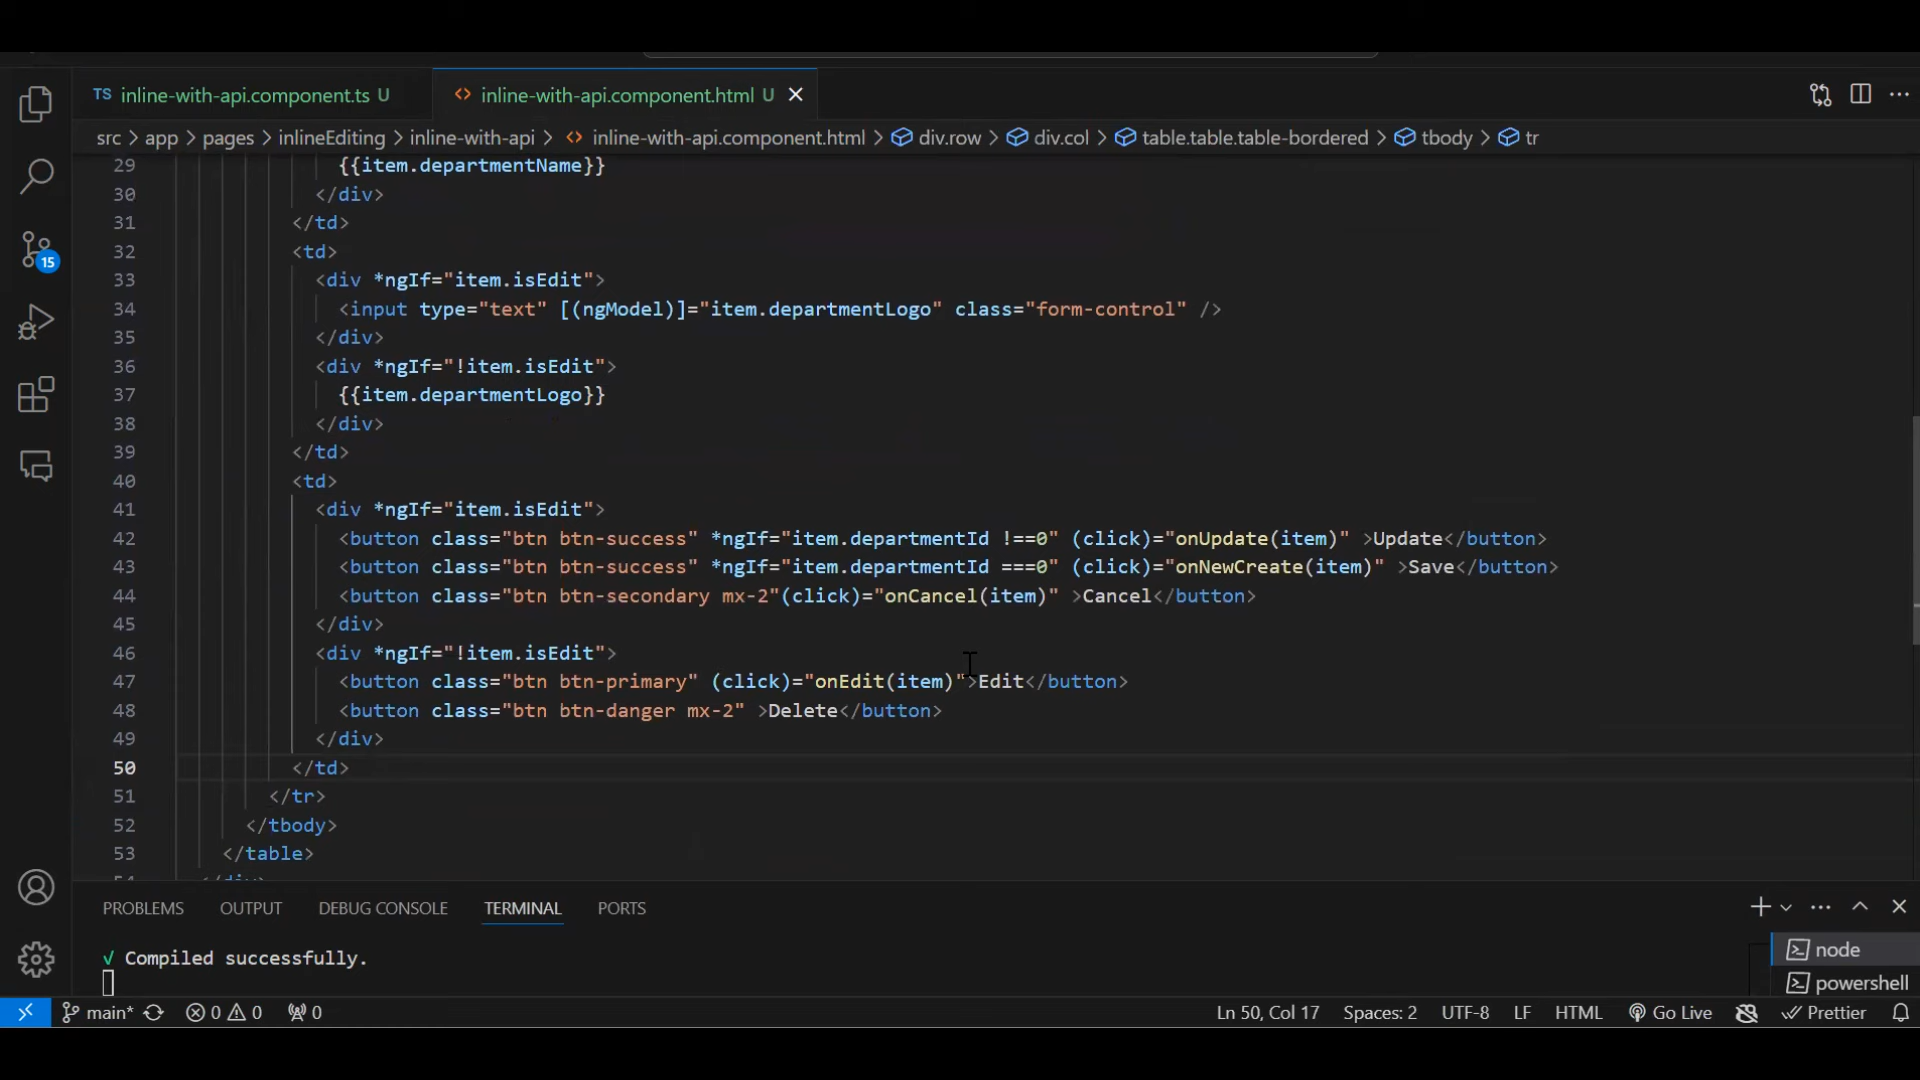 TS inline-with-api.component.ts U
<> inline-with-api.component.html U
src > app > pages > inlineEditing > inline-with-api > <> inline-with-api.component.html > div.row > div.col > table.table.table-bordered > tbody > tr
29 {{item.departmentName}}
30 </div>
31 </td>
32 <td>
33 <div *ngIf="item.isEdit">
34 <input type="text" [(ngModel)]="item.departmentLogo" class="form-control" />
35 </div>
36 <div *ngIf="!item.isEdit">
37 {{item.departmentLogo}}
38 </div>
39 </td>
40 <td>
41 <div *ngIf="item.isEdit">
42 <button class="btn btn-success" *ngIf="item.departmentId !==0" (click)="onUpdate(item)" >Update</button>
43 <button class="btn btn-success" *ngIf="item.departmentId ===0" (click)="onNewCreate(item)" >Save</button>
44 <button class="btn btn-secondary mx-2"(click)="onCancel(item)" >Cancel</button>
45 </div>
46 <div *ngIf="!item.isEdit">
47 <button class="btn btn-primary" (click)="onEdit(item)">Edit</button>
48 <button class="btn btn-danger mx-2" >Delete</button>
49 </div>
50 </td>
51 </tr>
52 </tbody>
53 </table>
54 </div>
15
PROBLEMS OUTPUT DEBUG CONSOLE TERMINAL PORTS
√ Compiled successfully.
node
powershell
main* 0 0 0 Ln 50, Col 17 Spaces: 2 UTF-8 LF HTML Go Live Prettier